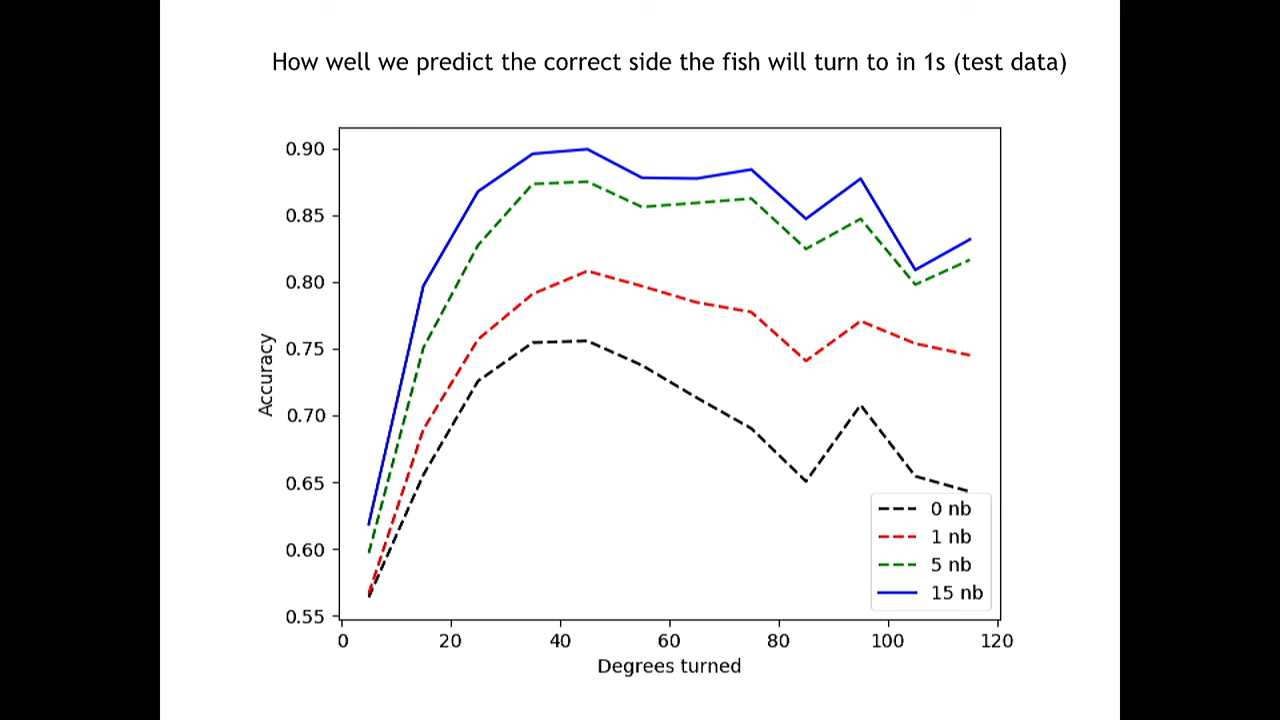 How well we predict the correct side the fish will turn to in 1s (test data)
0.90
0.85
0.80
0.75
0.70
0.65
0.60
0.55
Accuracy
0 nb
1 nb
5 nb
15 nb
0 20 40 60 80 100 120
Degrees turned